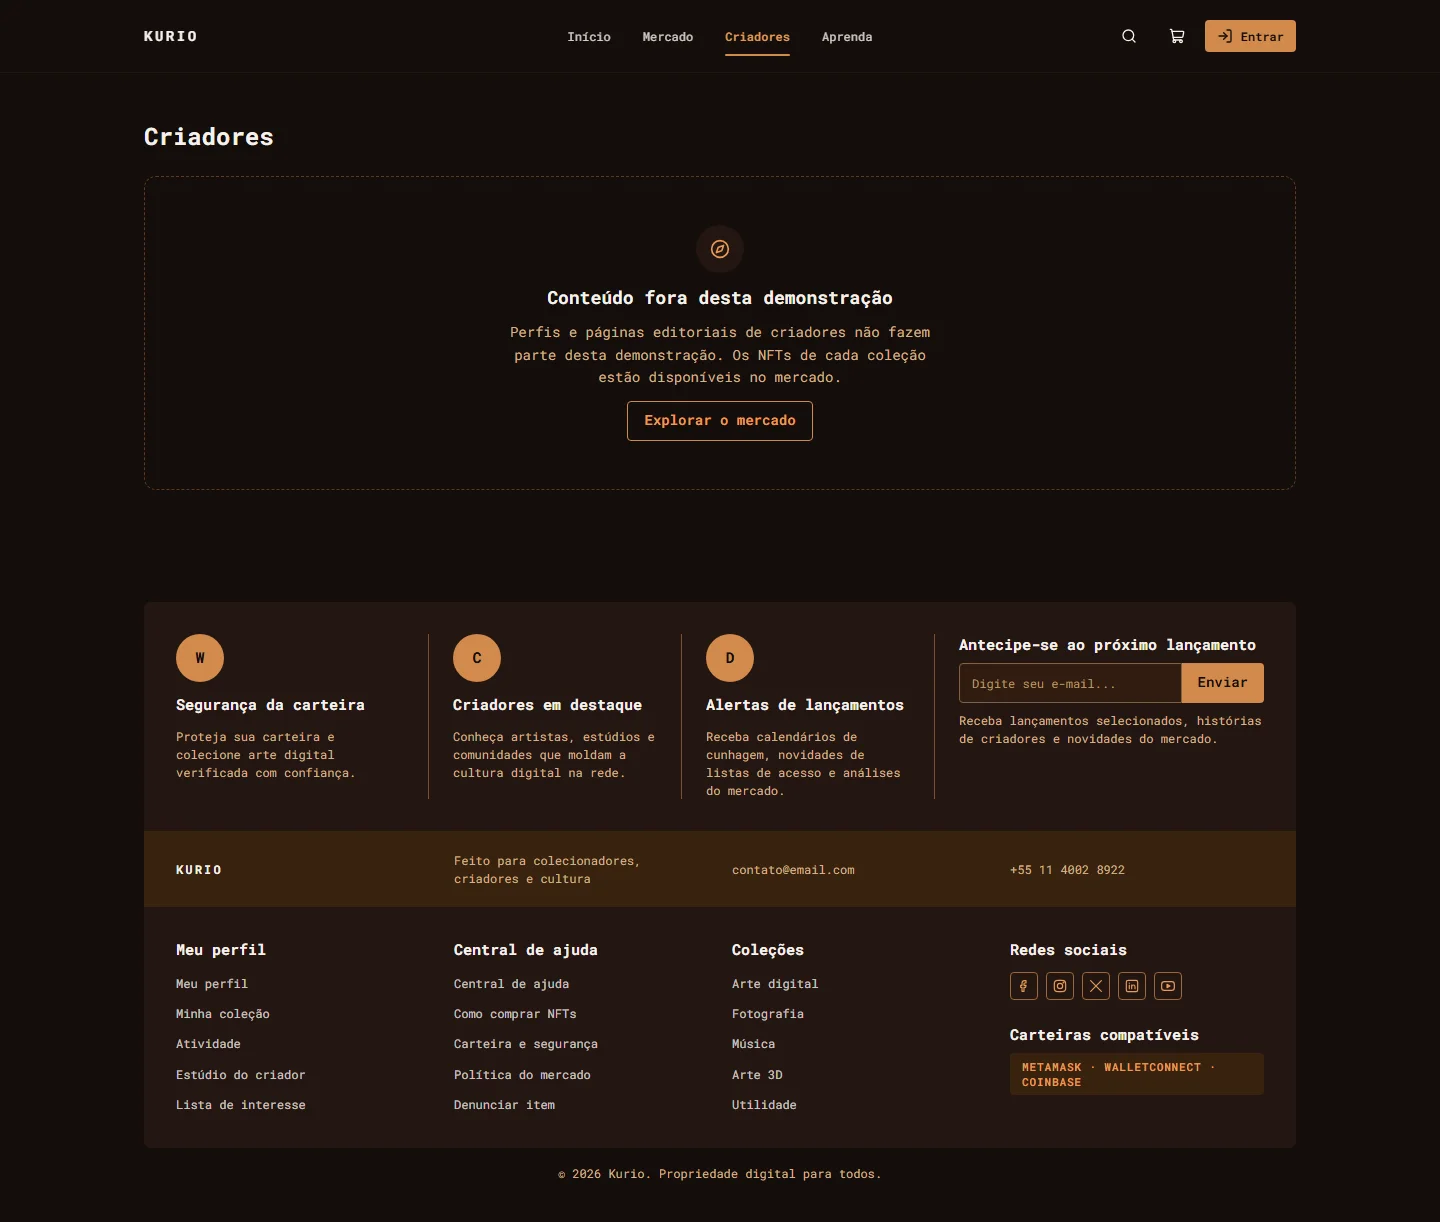 KURIO
Início
Mercado
Criadores
Aprenda
Entrar
Criadores
Conteúdo fora desta demonstração
Perfis e páginas editoriais de criadores não fazem
parte desta demonstração. Os NFTs de cada coleção
estão disponíveis no mercado.
Explorar o mercado
W
Segurança da carteira
Proteja sua carteira e
colecione arte digital
verificada com confiança.
C
Criadores em destaque
Conheça artistas, estúdios e
comunidades que moldam a
cultura digital na rede.
D
Alertas de lançamentos
Receba calendários de
cunhagem, novidades de
listas de acesso e análises
do mercado.
Antecipe-se ao próximo lançamento
Digite seu e-mail...
Enviar
Receba lançamentos selecionados, histórias
de criadores e novidades do mercado.
KURIO
Feito para colecionadores,
criadores e cultura
contato@email.com
+55 11 4002 8922
Meu perfil
Meu perfil
Minha coleção
Atividade
Estúdio do criador
Lista de interesse
Central de ajuda
Central de ajuda
Como comprar NFTs
Carteira e segurança
Política do mercado
Denunciar item
Coleções
Arte digital
Fotografia
Música
Arte 3D
Utilidade
Redes sociais
Carteiras compatíveis
METAMASK · WALLETCONNECT ·
COINBASE
© 2026 Kurio. Propriedade digital para todos.